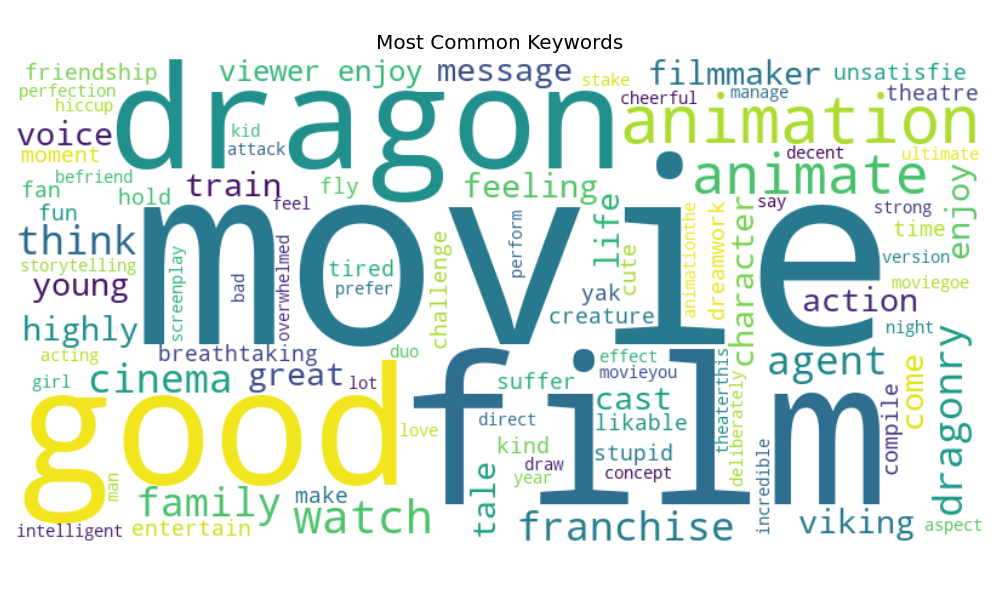 Most Common Keywords
friendship
viewer enjoy
message
stake
filmmaker
unsatisfie
perfection
hiccup
dragon
cheerful
manage
theatre
voice
kid
attack
animation
moment
befriend
train
feel
fly
feeling
animate
decent
ultimate
fan
hold
fun
life
say
strong
enjoy
think
movie
time
storytelling
screenplay
bad
overwhelmed
tired
prefer
challenge
perform
cute
animationthe
dreamwork
character
version
young
yak
creature
action
moviegoe
highly
night
acting
breathtaking
duo
effect
movieyou
agent
girl
cinema
great
lot
suffer
cast
theaterthis
deliberately
come
dragonry
good
love
film
direct
likable
compile
kind
stupid
draw
concept
year
man
family
make
watch
tale
incredible
intelligent
entertain
franchise
viking
aspect